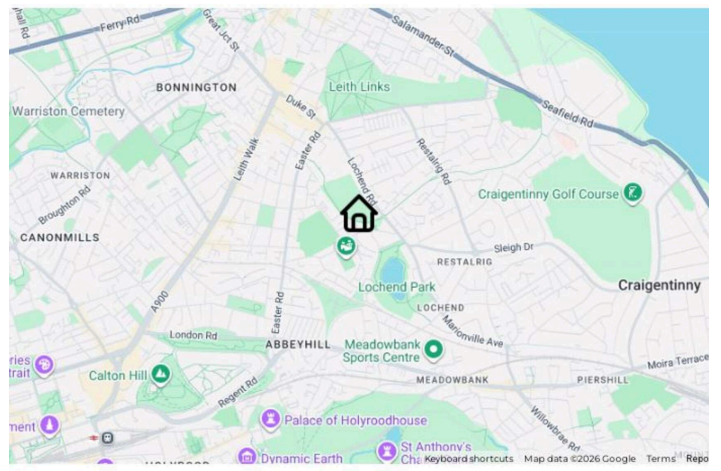 Ferry Rd.
Great Jct St
Salamander St
BONNINGTON
Leith Links
Warriston Cemetery
Duke St
Seafield Rd
Easter Rd
Leith Walk
Restalrig Rd
Lochend Rd
WARRISTON
Broughton Rd
Craigentinny Golf Course
CANONMILLS
Sleigh Dr
RESTALRIG
Craigentinny
Lochend Park
A900
Easter Rd
LOCHEND
London Rd
ABBEYHILL
Meadowbank
Sports Centre
Marionville Ave
Moira Terrace
Calton Hill
Regent Rd
MEADOWBANK
PIERSHILL
Palace of Holyroodhouse
Willowbrae Rd
St Anthony's
Dynamic Earth
Keyboard shortcuts Map data ©2026 Google Terms Repo